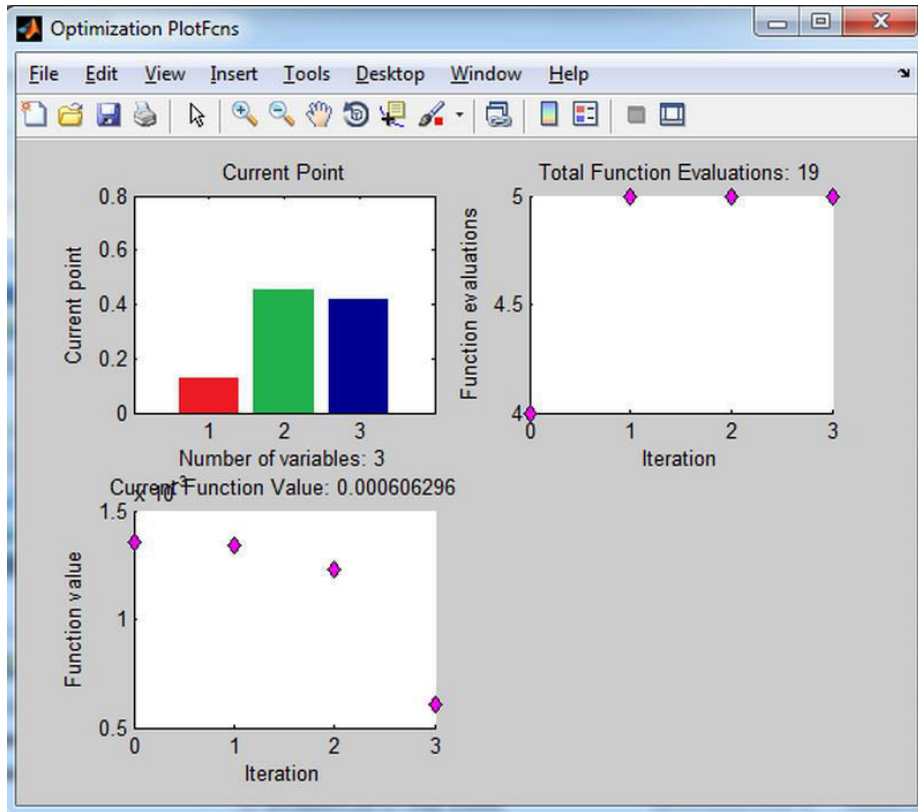 Optimization PlotFcns
File Edit View Insert Tools Desktop Window Help
Current Point
0.8
0.6
0.4
0.2
0
Current point
1 2 3
Number of variables: 3
Total Function Evaluations: 19
5
4.5
4
Function evaluations
0 1 2 3
Iteration
Current Function Value: 0.000606296
x 10-3
1.5
1
0.5
Function value
0 1 2 3
Iteration